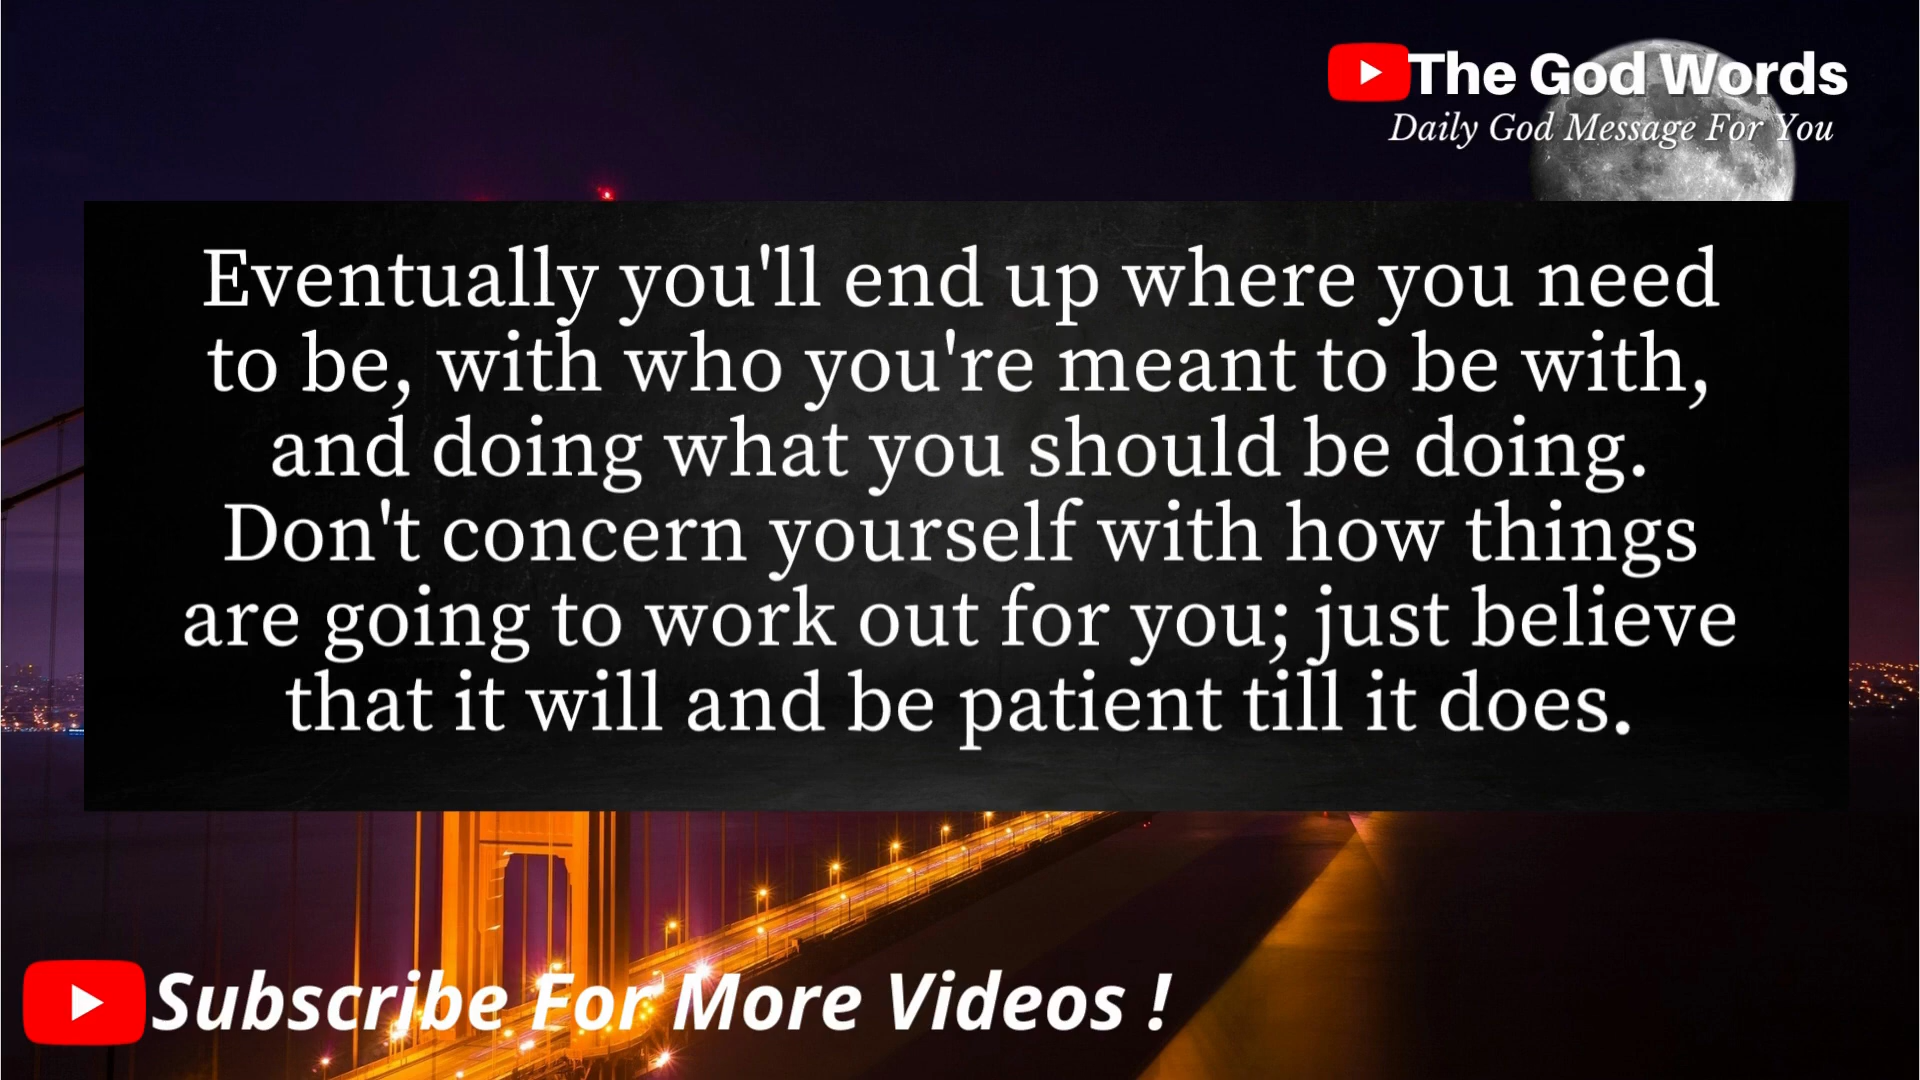 The God Words
Daily God Message For You
Eventually you'll end up where you need
to be, with who you're meant to be with,
and doing what you should be doing.
Don't concern yourself with how things
are going to work out for you; just believe
that it will and be patient till it does.
Subscribe For More Videos !